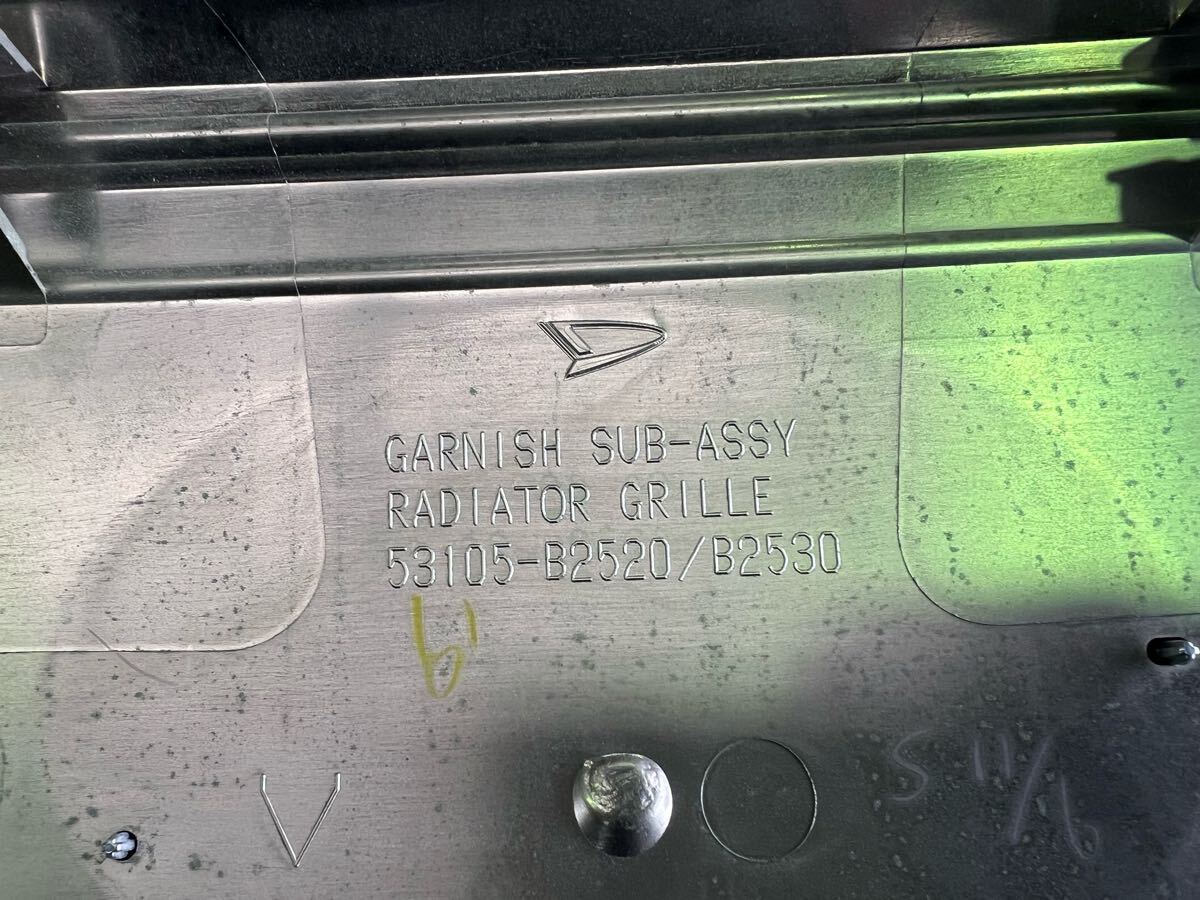 GARNISH SUB-ASSY
RADIATOR GRILLE
53105-B2520/B2530